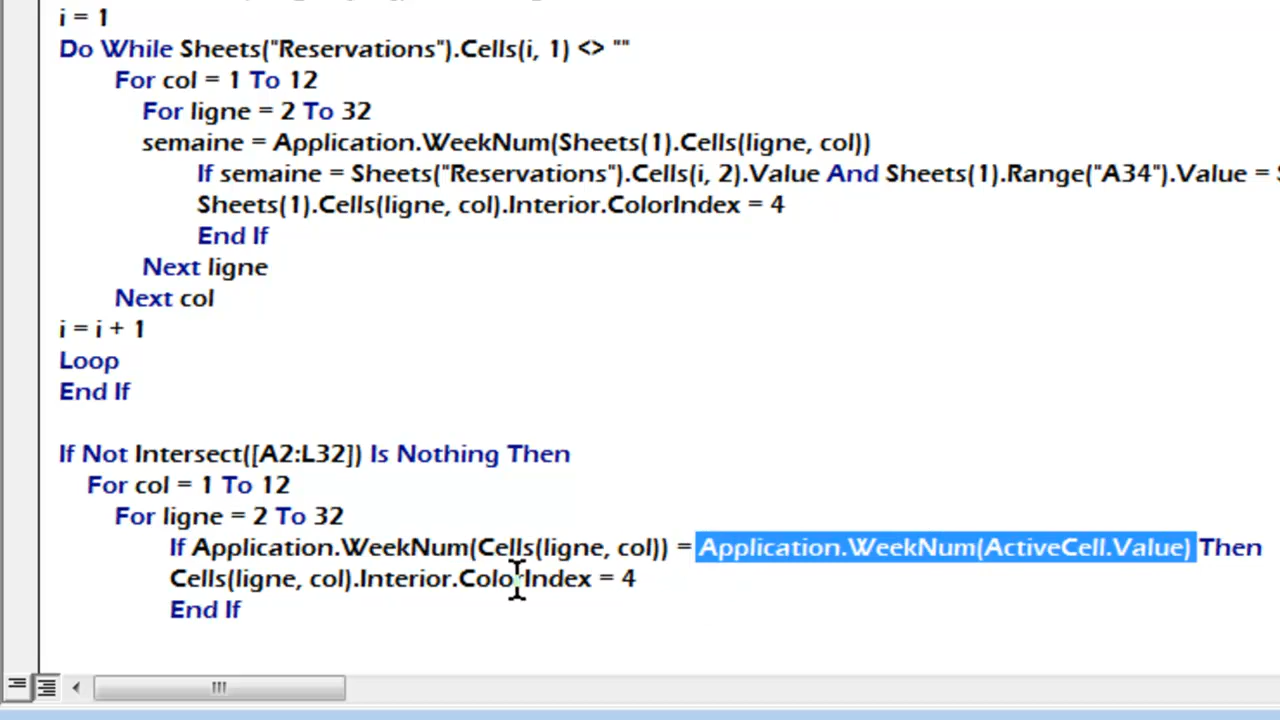 i = 1
Do While Sheets("Reservations").Cells(i, 1) <> ""
For col = 1 To 12
For ligne = 2 To 32
semaine = Application.WeekNum(Sheets(1).Cells(ligne, col))
If semaine = Sheets("Reservations").Cells(i, 2).Value And Sheets(1).Range("A34").Value =
Sheets(1).Cells(ligne, col).Interior.ColorIndex = 4
End If
Next ligne
Next col
i = i + 1
Loop
End If
If Not Intersect([A2:L32]) Is Nothing Then
For col = 1 To 12
For ligne = 2 To 32
If Application.WeekNum(Cells(ligne, col)) = Application.WeekNum(ActiveCell.Value) Then
Cells(ligne, col).Interior.ColorIndex = 4
End If